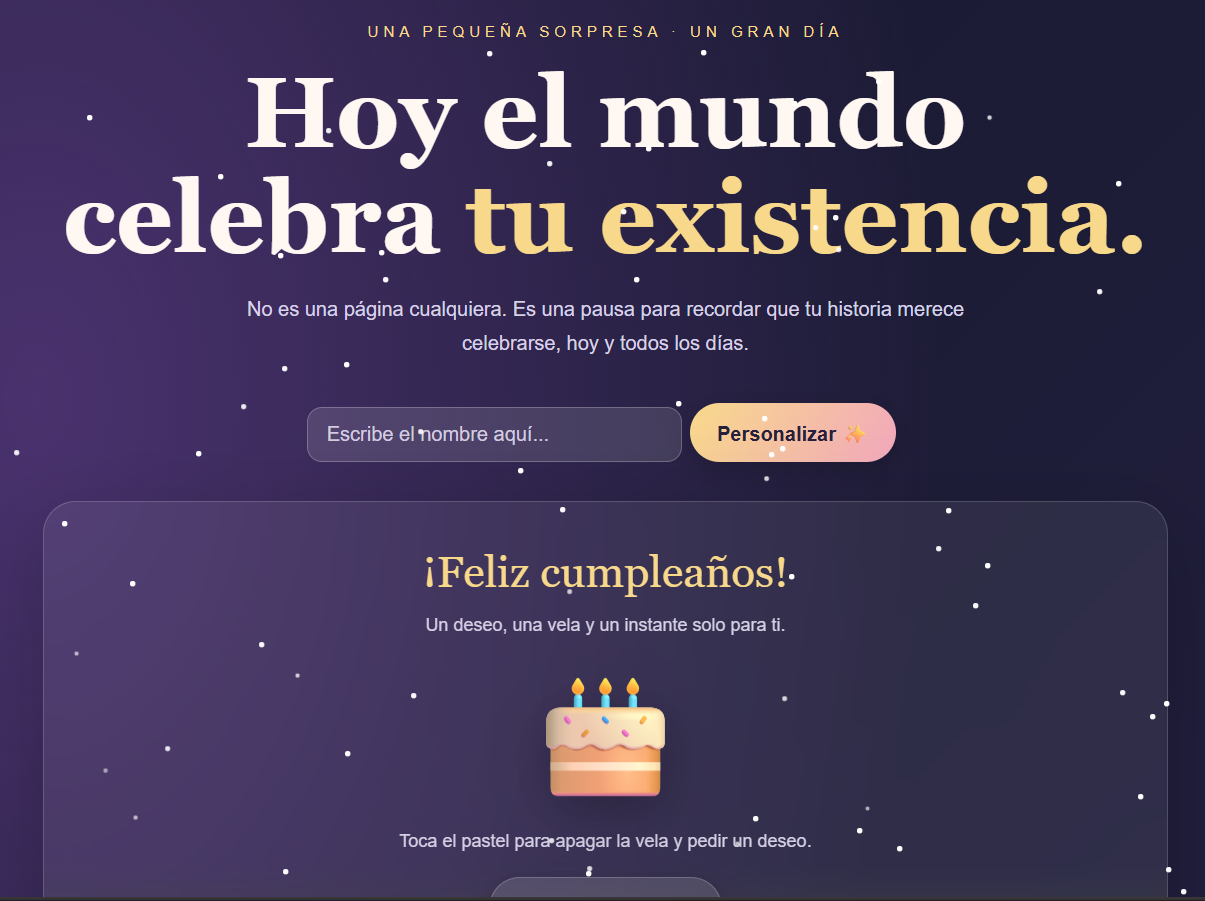 UNA PEQUEÑA SORPRESA · UN GRAN DÍA
Hoy el mundo
celebra tu existencia.
No es una página cualquiera. Es una pausa para recordar que tu historia merece
celebrarse, hoy y todos los días.
Escribe el nombre aquí...
Personalizar ✨
¡Feliz cumpleaños!
Un deseo, una vela y un instante solo para ti.
Toca el pastel para apagar la vela y pedir un deseo.